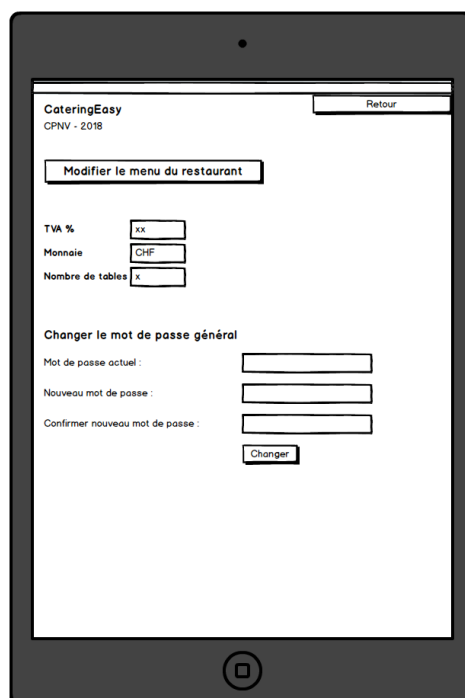 CateringEasy
Retour
CPNV - 2018
Modifier le menu du restaurant
TVA % xx
Monnaie CHF
Nombre de tables x
Changer le mot de passe général
Mot de passe actuel :
Nouveau mot de passe :
Confirmer nouveau mot de passe :
Changer